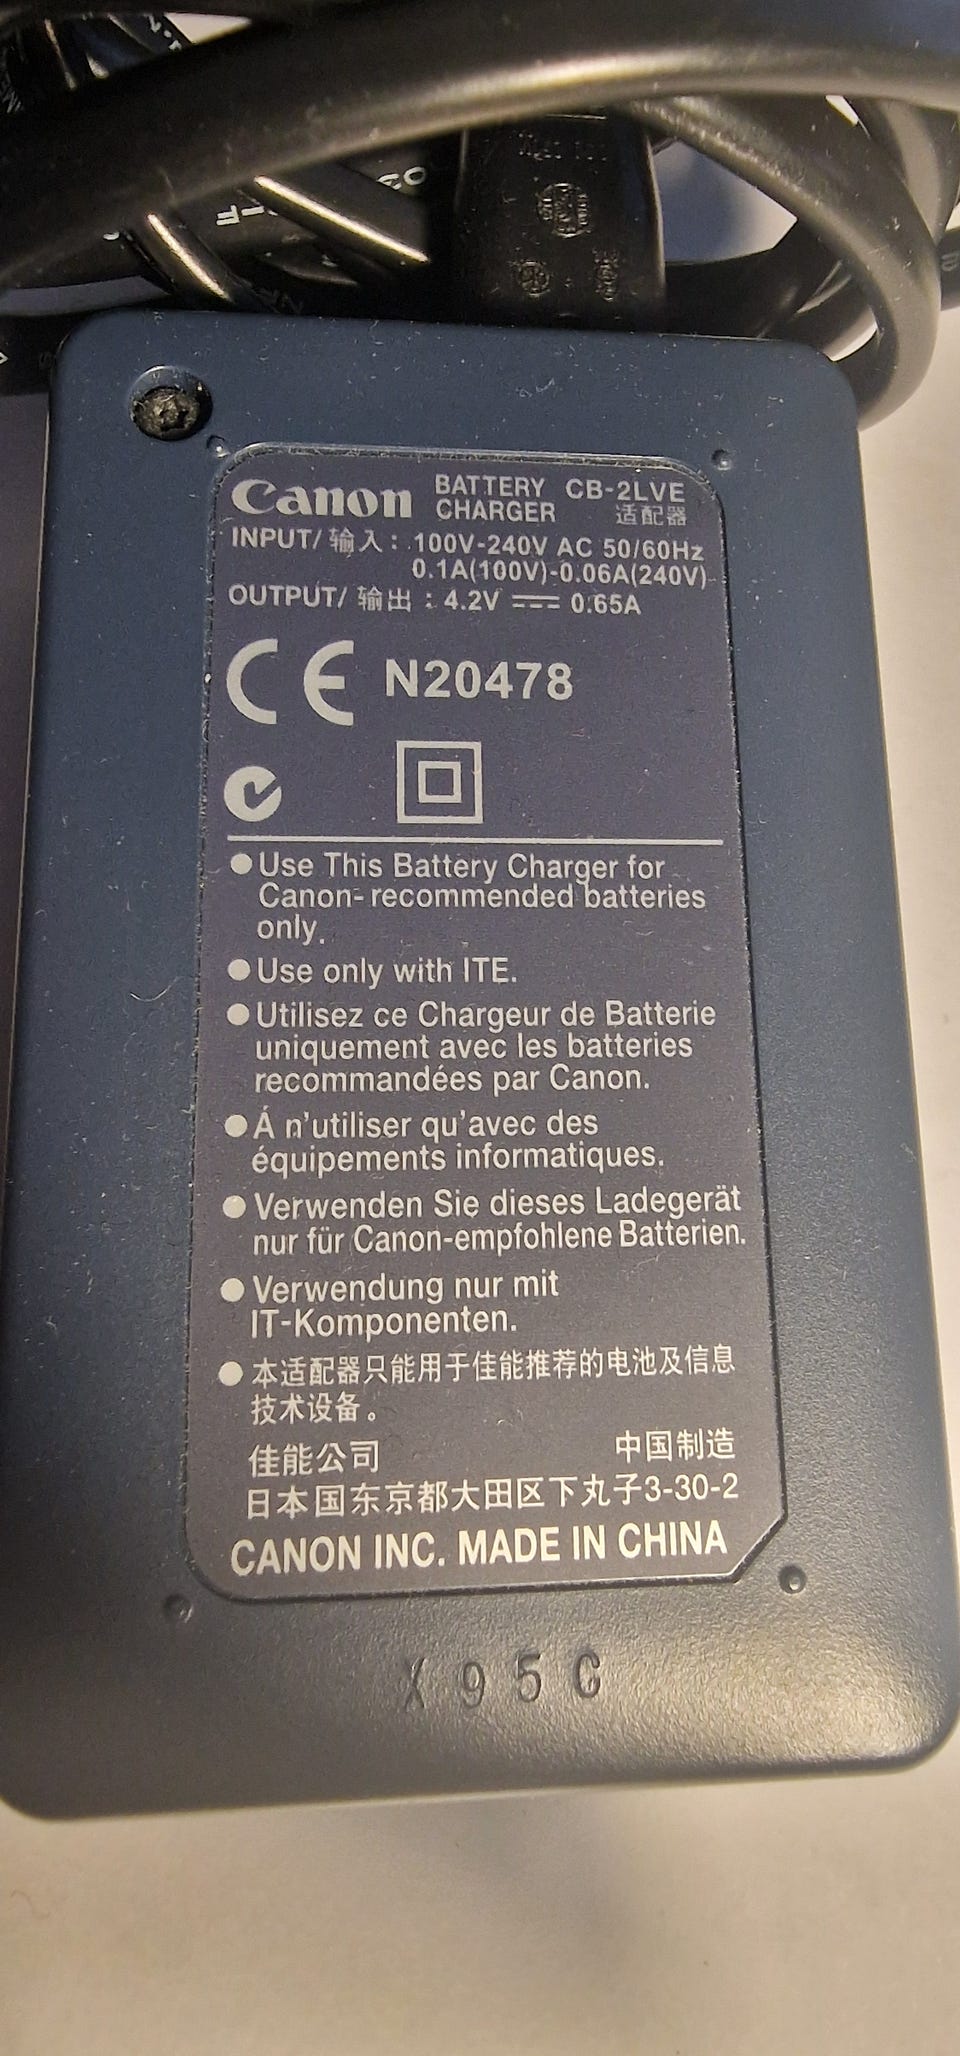 Canon BATTERY CHARGER CB-2LVE
适配器
INPUT/输入：100V-240V AC 50/60Hz
0.1A(100V)-0.06A(240V)
OUTPUT/输出：4.2V ⎓ 0.65A
CE N20478
●Use This Battery Charger for
Canon-recommended batteries
only.
●Use only with ITE.
●Utilisez ce Chargeur de Batterie
uniquement avec les batteries
recommandées par Canon.
●Á n'utiliser qu'avec des
équipements informatiques.
●Verwenden Sie dieses Ladegerät
nur für Canon-empfohlene Batterien.
●Verwendung nur mit
IT-Komponenten.
●本适配器只能用于佳能推荐的电池及信息
技术设备。
佳能公司 中国制造
日本国东京都大田区下丸子3-30-2
CANON INC. MADE IN CHINA
X95C